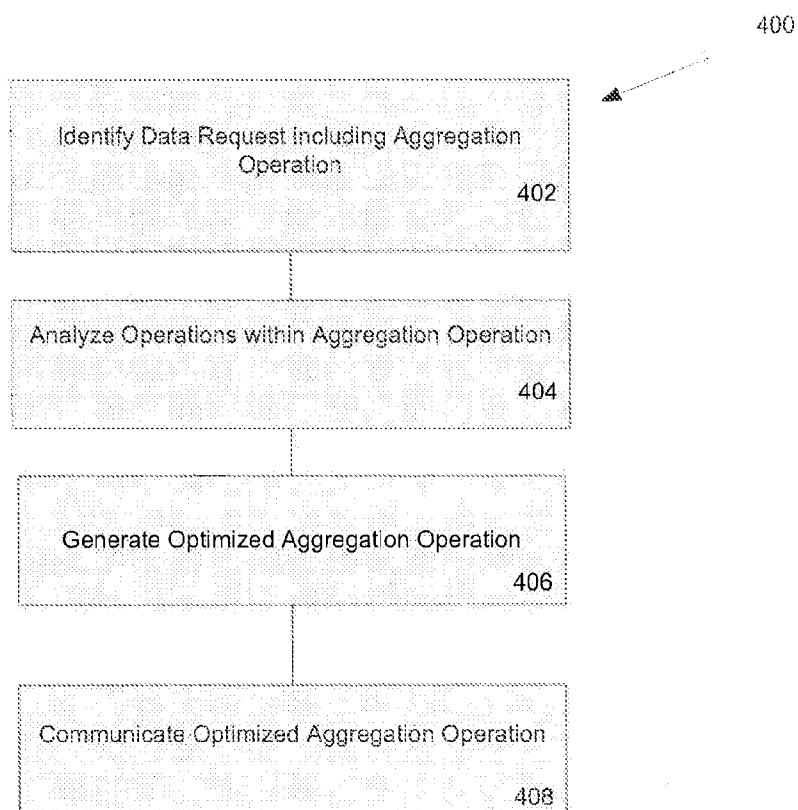 400
Identify Data Request Including Aggregation
Operation
402
Analyze Operations within Aggregation Operation
404
Generate Optimized Aggregation Operation
406
Communicate Optimized Aggregation Operation
408